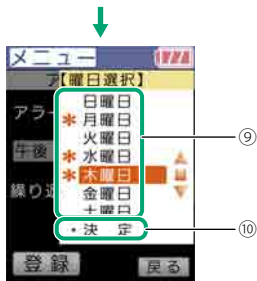 メニュー
ア【曜日選択】
日曜日
アラー
*月曜日
火曜日
午後
*水曜日
*木曜日
繰り返
金曜日
土曜日
・決 定
登録
戻る
⑨
⑩